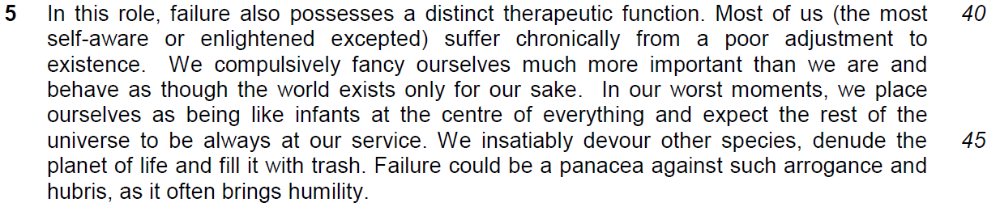 5 In this role, failure also possesses a distinct therapeutic function. Most of us (the most 40
self-aware or enlightened excepted) suffer chronically from a poor adjustment to
existence. We compulsively fancy ourselves much more important than we are and
behave as though the world exists only for our sake. In our worst moments, we place
ourselves as being like infants at the centre of everything and expect the rest of the
universe to be always at our service. We insatiably devour other species, denude the 45
planet of life and fill it with trash. Failure could be a panacea against such arrogance and
hubris, as it often brings humility.